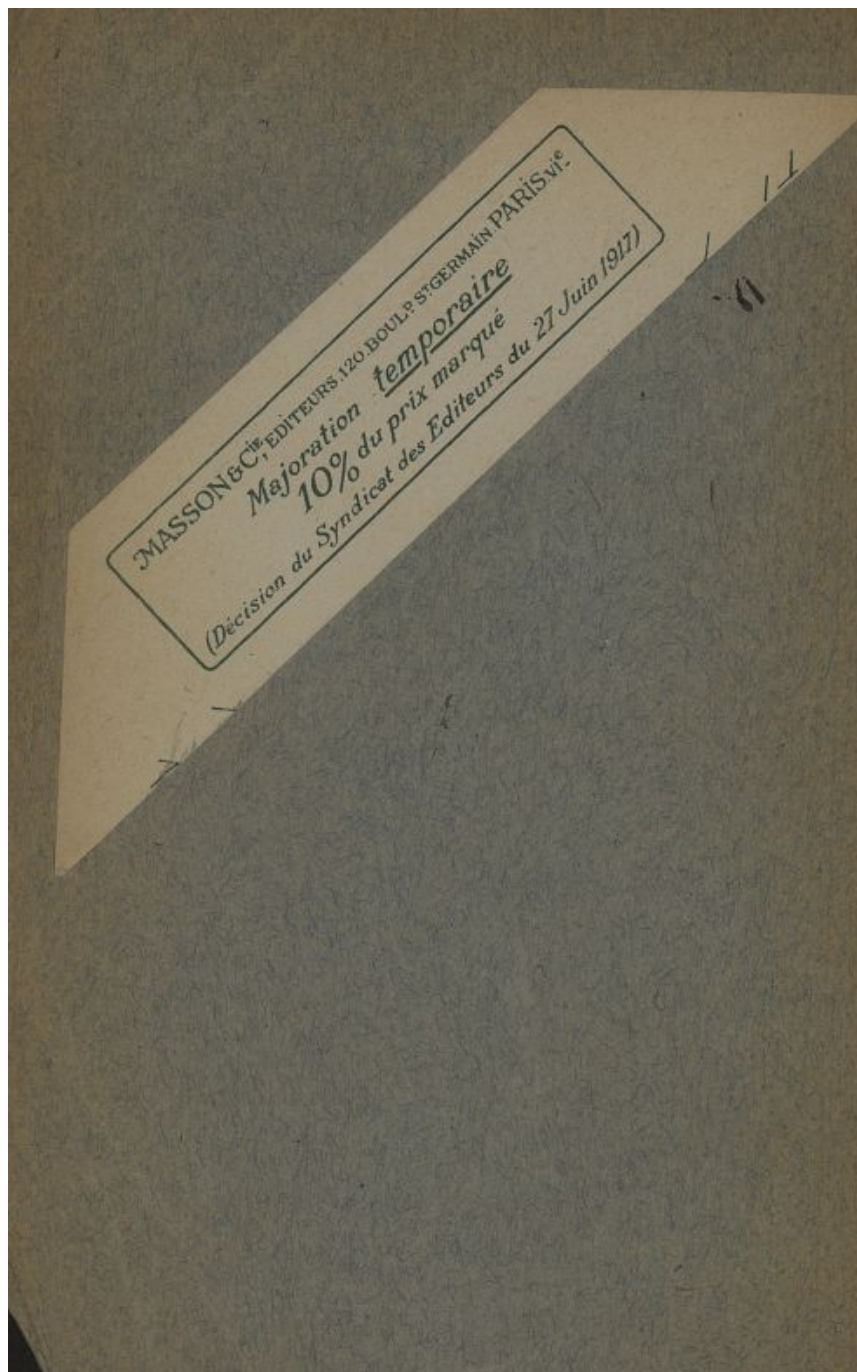 MASSON & Cie, EDITEURS. 120. BOULD. ST GERMAIN. PARIS. VIe.
Majoration temporaire
10% du prix marqué
(Décision du Syndicat des Editeurs du 27 Juin 1917)